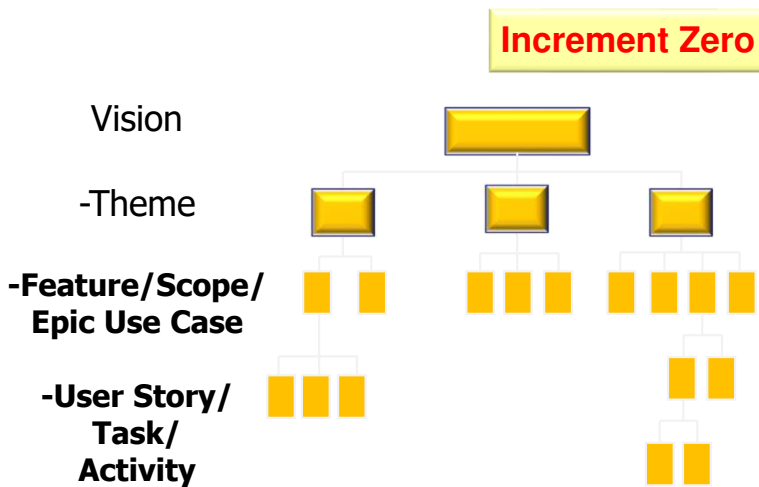 Increment Zero
Vision
-Theme
-Feature/Scope/
Epic Use Case
-User Story/
Task/
Activity